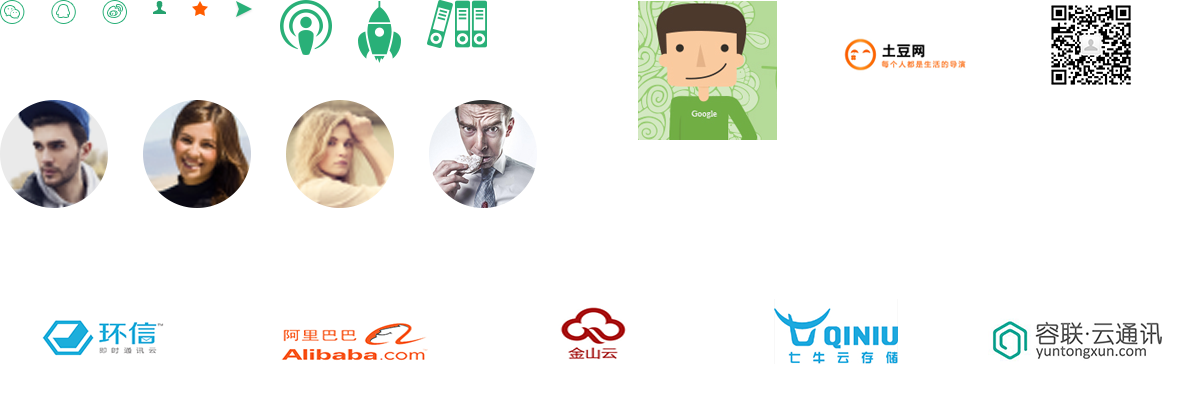 Google
土豆网
每个人都是生活的导演
环信™
即时通讯云
阿里巴巴
Alibaba.com
金山云
QINIU
七牛云存储
容联·云通讯
yuntongxun.com